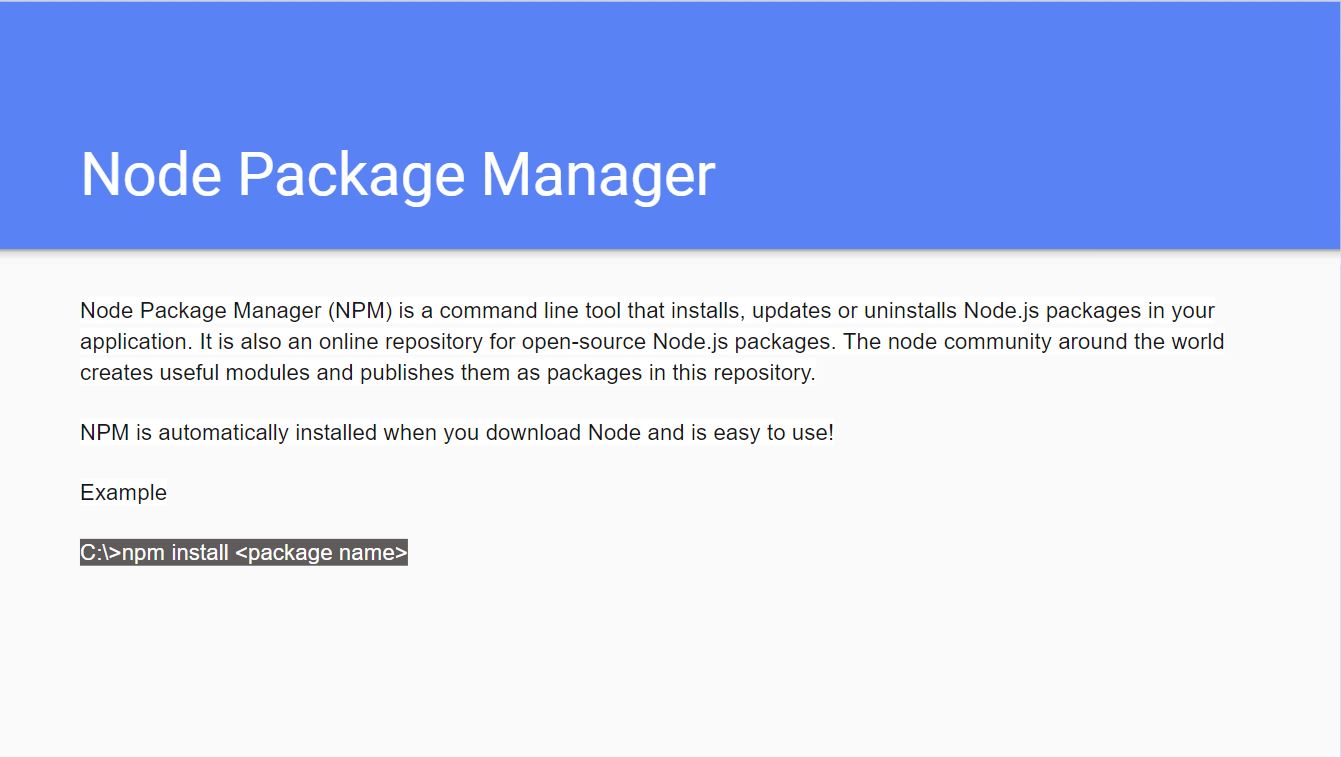 Node Package Manager
Node Package Manager (NPM) is a command line tool that installs, updates or uninstalls Node.js packages in your
application. It is also an online repository for open-source Node.js packages. The node community around the world
creates useful modules and publishes them as packages in this repository.
NPM is automatically installed when you download Node and is easy to use!
Example
C:\>npm install <package name>